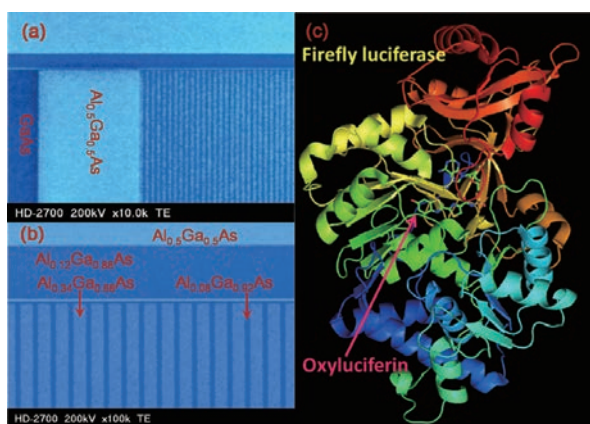 (a)
GaAs
Al0.5Ga0.5As
HD-2700 200kV x10.0k TE
(b)
Al0.5Ga0.5As
Al0.12Ga0.88As
Al0.34Ga0.66As
Al0.08Ga0.92As
HD-2700 200kV x100k TE
(c)
Firefly luciferase
Oxyluciferin